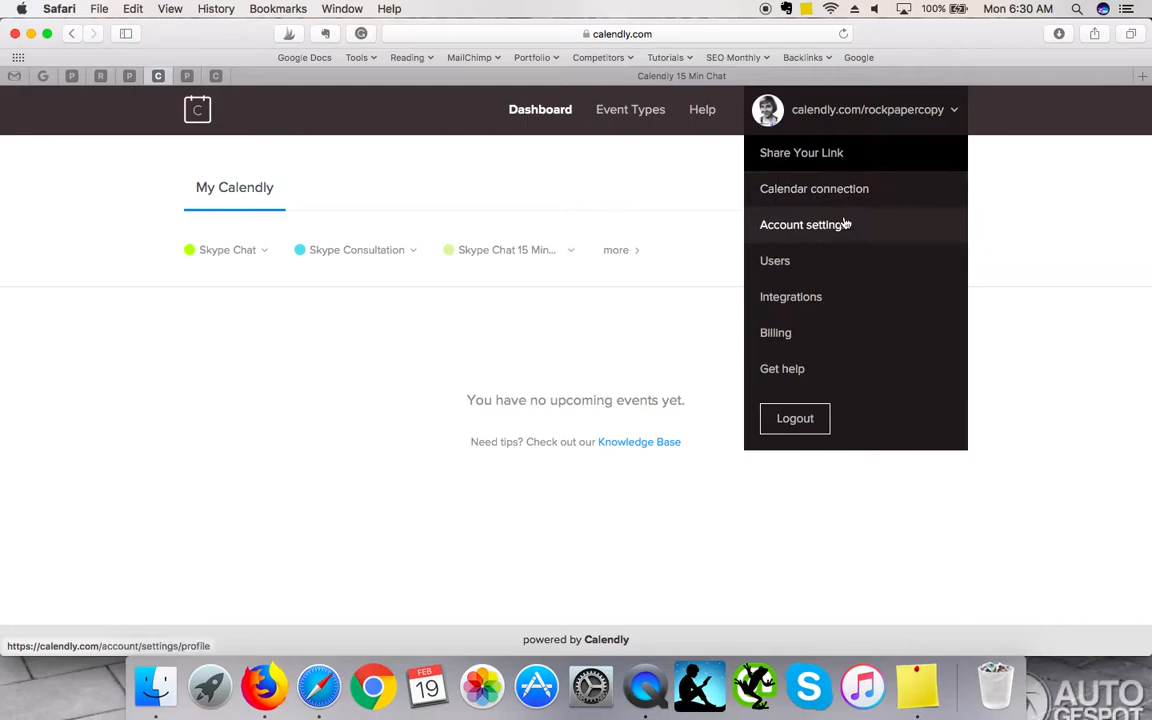 Safari File Edit View History Bookmarks Window Help 100% Mon 6:30 AM
calendly.com
Google Docs Tools Reading MailChimp Portfolio Competitors Tutorials SEO Monthly Backlinks Google
G P R P C P C Calendly 15 Min Chat
C Dashboard Event Types Help calendly.com/rockpapercopy
Share Your Link
My Calendly
Calendar connection
Account settings
Skype Chat Skype Consultation Skype Chat 15 Min... more
Users
Integrations
Billing
Get help
You have no upcoming events yet.
Logout
Need tips? Check out our Knowledge Base
powered by Calendly
https://calendly.com/account/settings/profile
FEB
19
AUTO
GESPOT